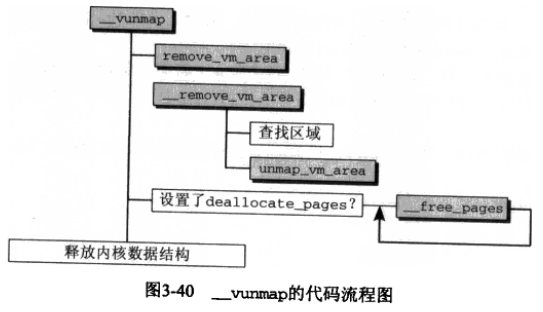 __vunmap
remove_vm_area
__remove_vm_area
查找区域
unmap_vm_area
设置了deallocate_pages?
__free_pages
释放内核数据结构
图3-40 __vunmap的代码流程图